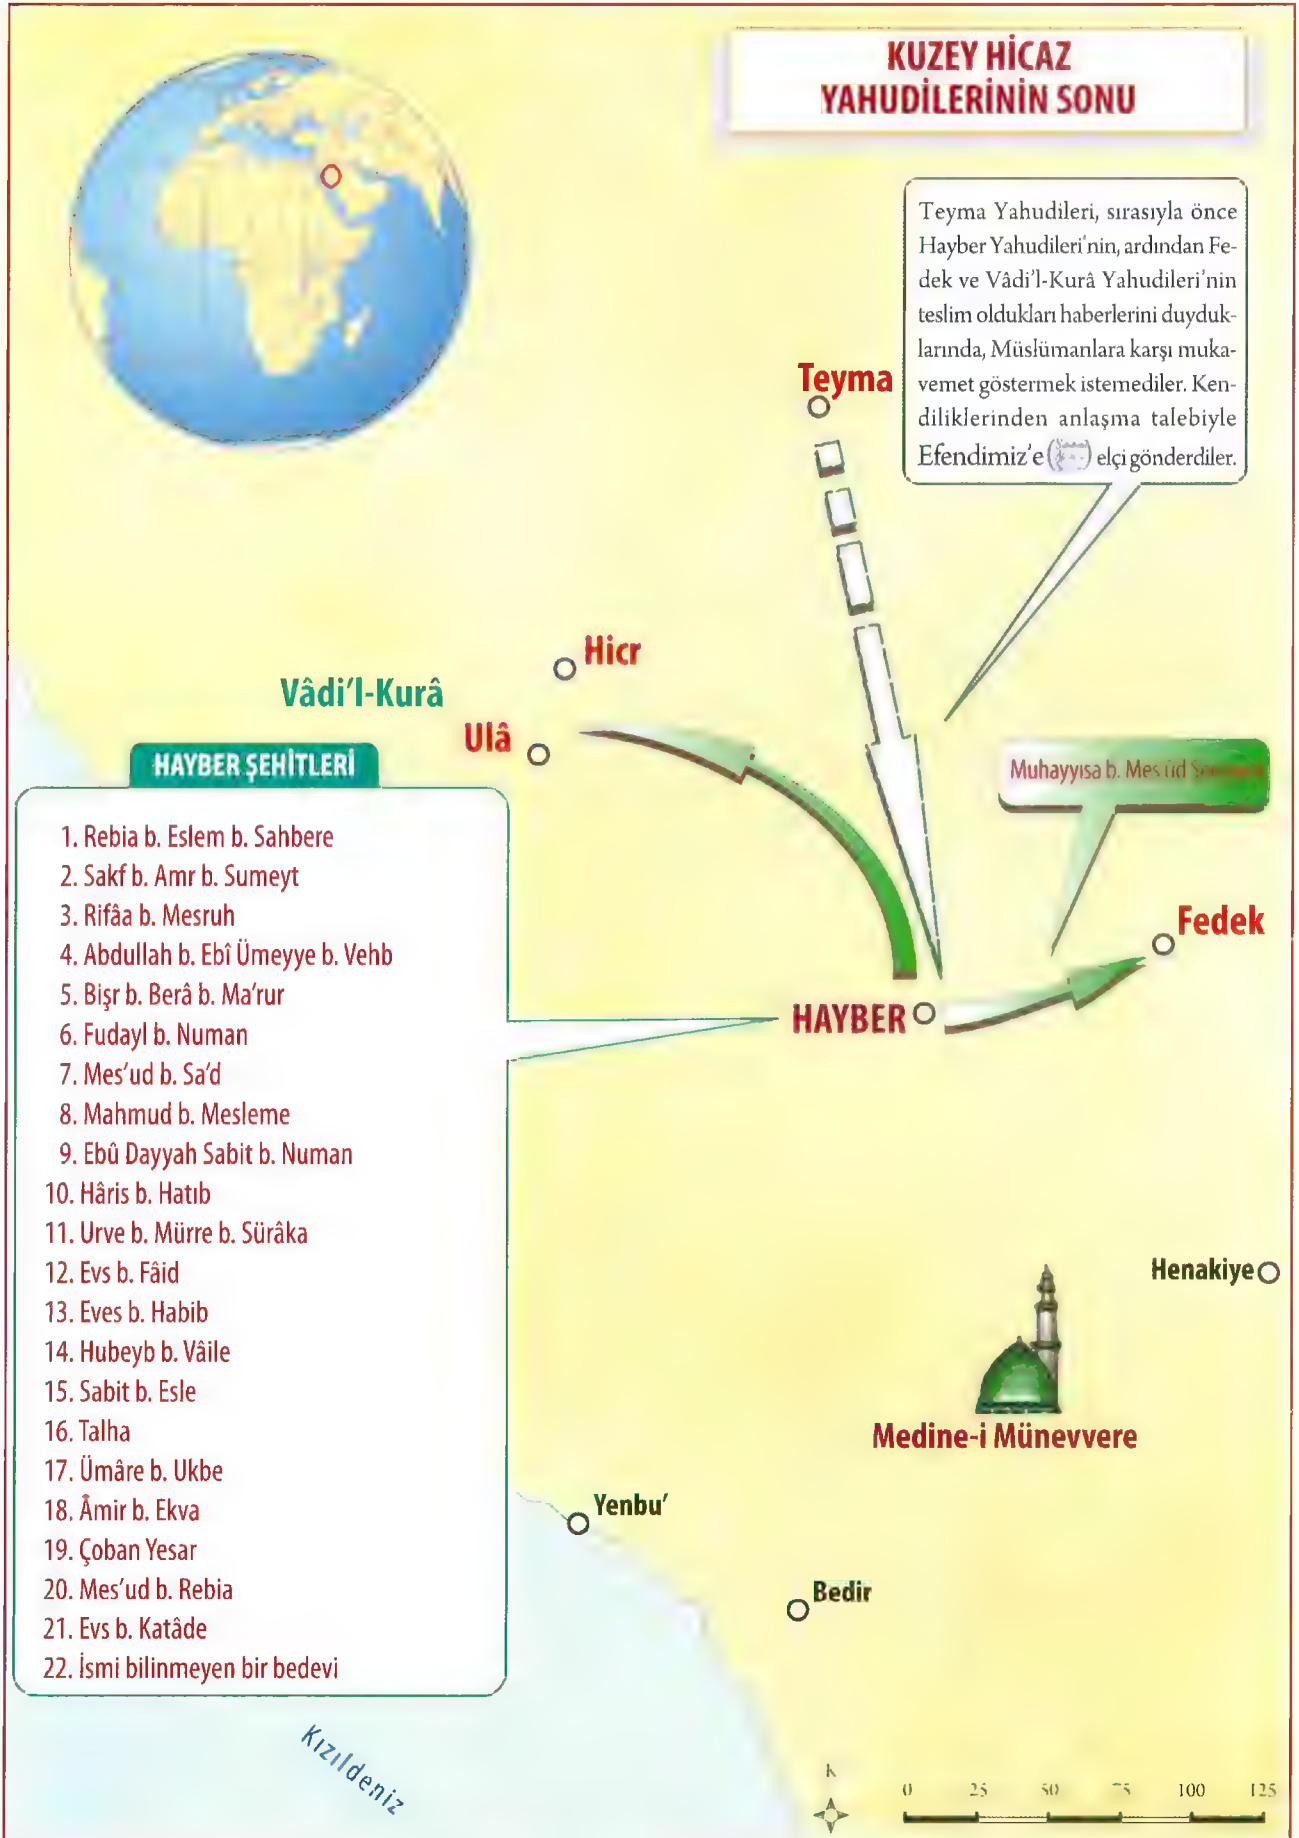 KUZEY HİCAZ
YAHUDİLERİNİN SONU
Teyma Yahudileri, sırasıyla önce
Hayber Yahudileri'nin, ardından Fe-
dek ve Vâdi'l-Kurâ Yahudileri'nin
teslim oldukları haberlerini duyduk-
larında, Müslümanlara karşı muka-
vemet göstermek istemediler. Ken-
diliklerinden anlaşma talebiyle
Efendimiz'e elçi gönderdiler.
Teyma
Hicr
Vâdi'l-Kurâ
Ulâ
Muhayyısa b. Mes'ûd
Fedek
HAYBER
HAYBER ŞEHİTLERİ
1. Rebia b. Eslem b. Sahbere
2. Sakf b. Amr b. Sumeyt
3. Rifâa b. Mesruh
4. Abdullah b. Ebî Ümeyye b. Vehb
5. Bişr b. Berâ b. Ma'rur
6. Fudayl b. Numan
7. Mes'ud b. Sa'd
8. Mahmud b. Mesleme
9. Ebû Dayyah Sabit b. Numan
10. Hâris b. Hatıb
11. Urve b. Mürre b. Sürâka
12. Evs b. Fâid
13. Eves b. Habib
14. Hubeyb b. Vâile
15. Sabit b. Esle
16. Talha
17. Ümâre b. Ukbe
18. Âmir b. Ekva
19. Çoban Yesar
20. Mes'ud b. Rebia
21. Evs b. Katâde
22. İsmi bilinmeyen bir bedevi
Henakiye
Medine-i Münevvere
Yenbu'
Bedir
Kızıldeniz
K
0 25 50 75 100 125